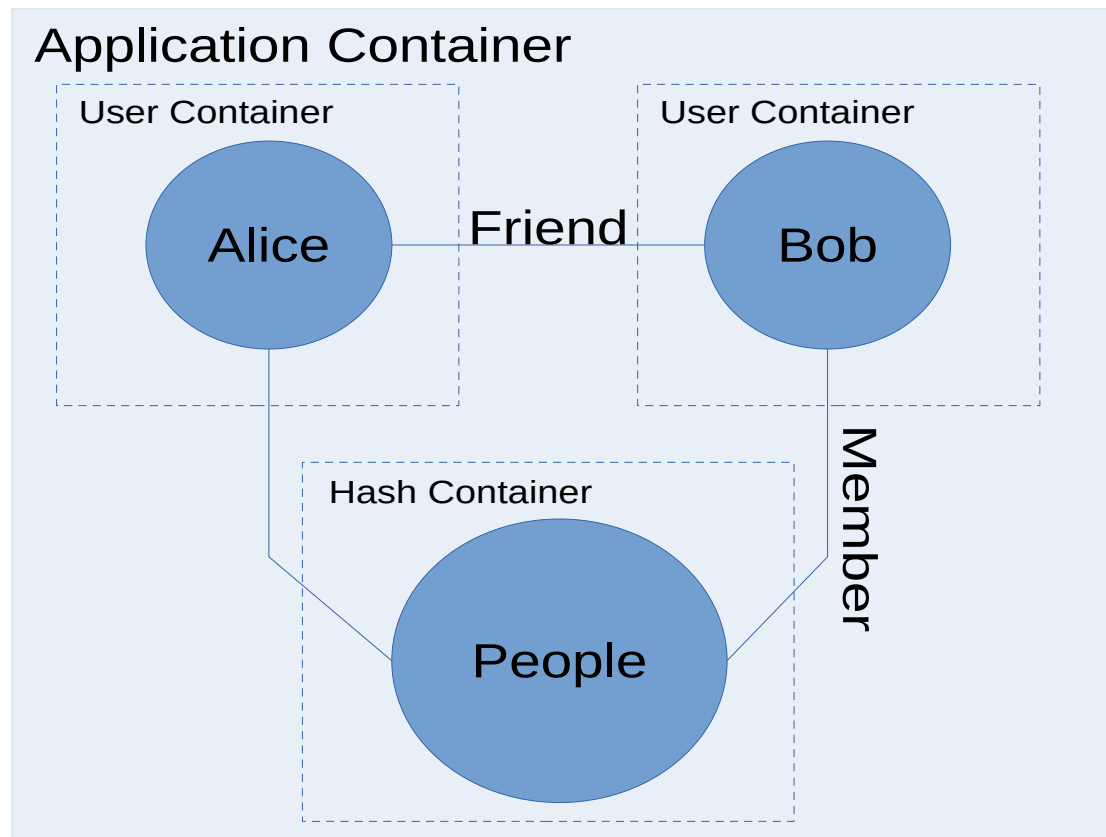 Application Container
User Container
User Container
Alice
Friend
Bob
Member
Hash Container
People